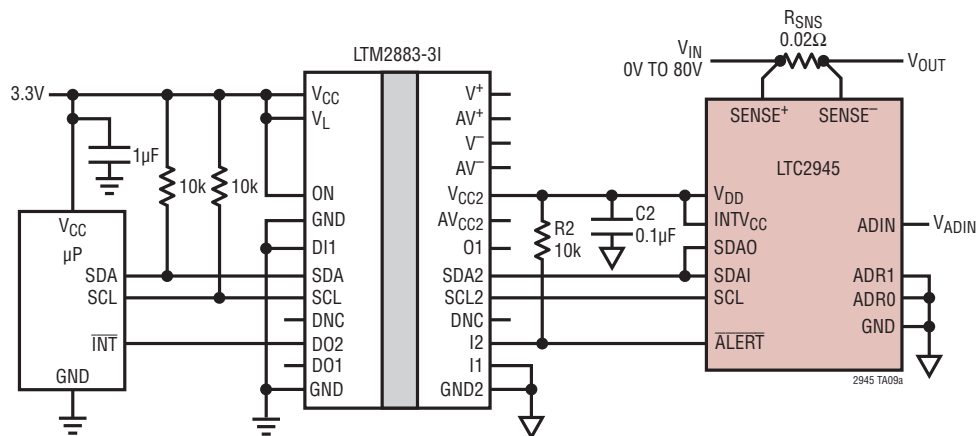 LTM2883-3I
3.3V
1µF
10k
10k
VCC
µP
SDA
SCL
INT
GND
VCC
VL
ON
GND
DI1
SDA
SCL
DNC
DO2
DO1
GND
V+
AV+
V−
AV−
VCC2
AVCC2
O1
SDA2
SCL2
DNC
I2
I1
GND2
R2
10k
C2
0.1µF
RSNS
0.02Ω
VIN
0V TO 80V
VOUT
SENSE+
SENSE−
LTC2945
VDD
INTVCC
SDAO
SDAI
SCL
ALERT
ADIN
ADR1
ADR0
GND
VADIN
2945 TA09a